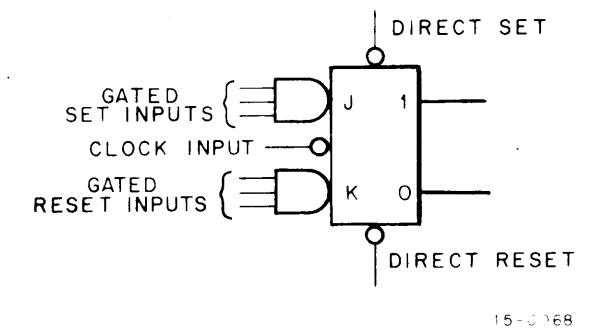 DIRECT SET
GATED
SET INPUTS
J
1
CLOCK INPUT
GATED
RESET INPUTS
K
0
DIRECT RESET